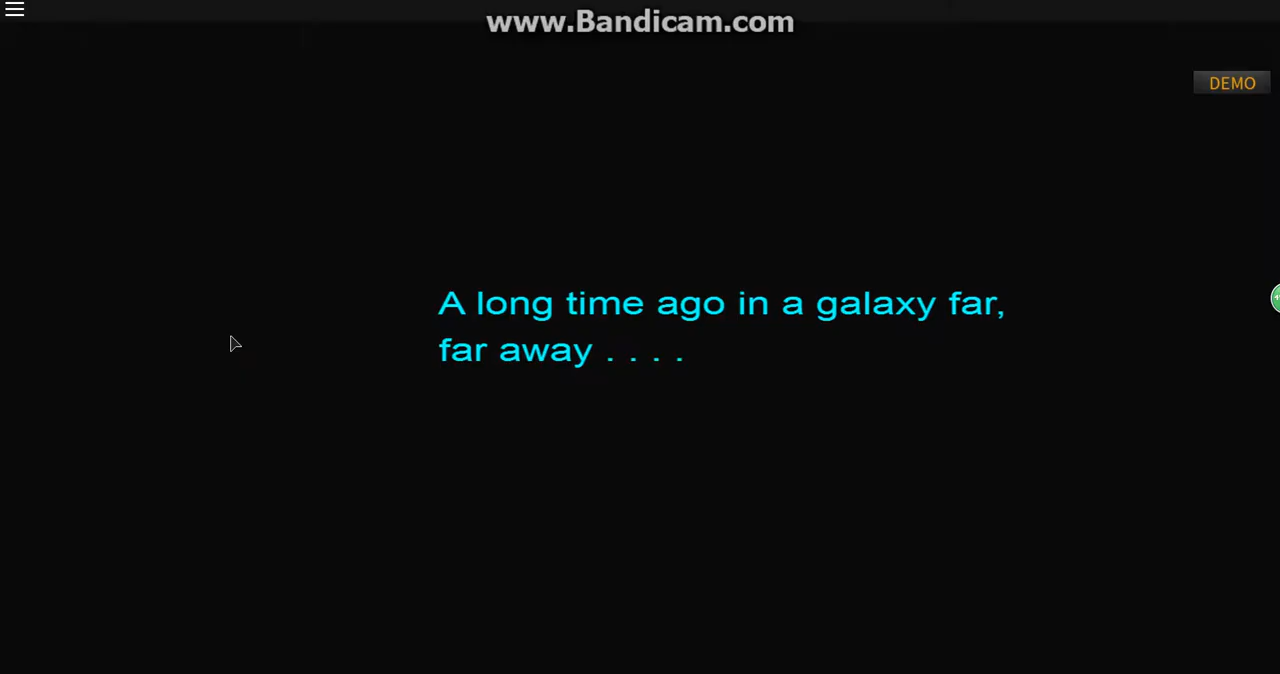 www.Bandicam.com
DEMO
A long time ago in a galaxy far,
far away . . . .